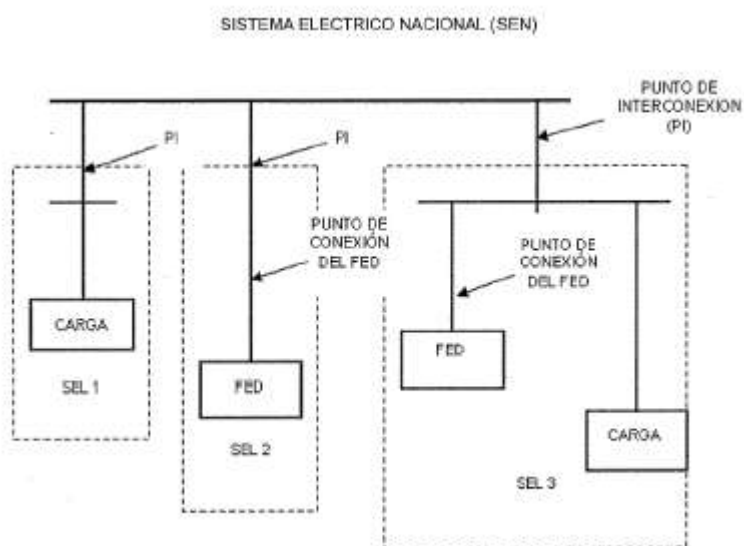 SISTEMA ELECTRICO NACIONAL (SEN)
PUNTO DE
INTERCONEXION
(PI)
PI
PI
PUNTO DE
CONEXIÓN
DEL FED
PUNTO DE
CONEXIÓN
DEL FED
CARGA
SEL 1
FED
SEL 2
FED
CARGA
SEL 3